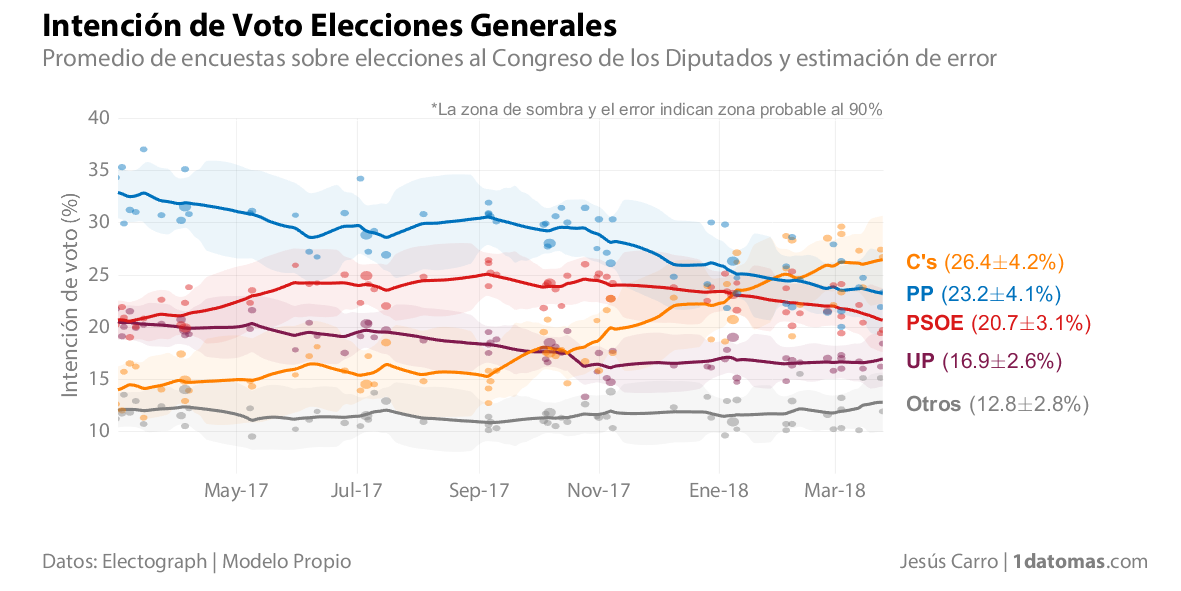 Intención de Voto Elecciones Generales
Promedio de encuestas sobre elecciones al Congreso de los Diputados y estimación de error
*La zona de sombra y el error indican zona probable al 90%
Intención de voto (%)
40
35
30
25
20
15
10
C's (26.4±4.2%)
PP (23.2±4.1%)
PSOE (20.7±3.1%)
UP (16.9±2.6%)
Otros (12.8±2.8%)
May-17 Jul-17 Sep-17 Nov-17 Ene-18 Mar-18
Datos: Electograph | Modelo Propio
Jesús Carro | 1datomas.com